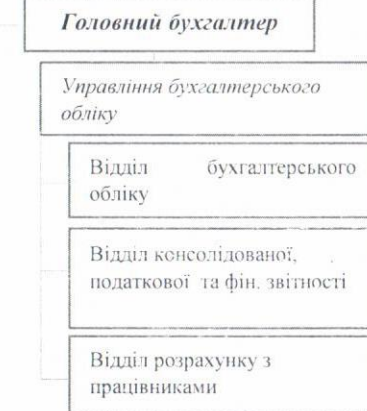 Головний бухгалтер
Управління бухгалтерського
обліку
Відділ бухгалтерського
обліку
Відділ консолідованої,
податкової та фін. звітності
Відділ розрахунку з
працівниками